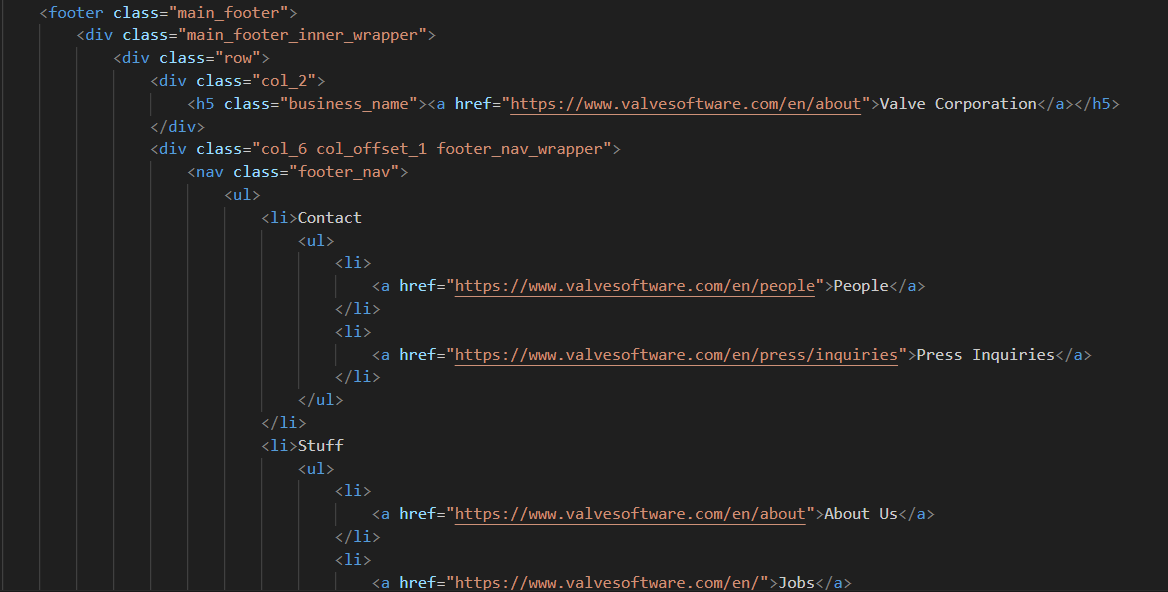 <footer class="main_footer">
<div class="main_footer_inner_wrapper">
<div class="row">
<div class="col_2">
<h5 class="business_name"><a href="https://www.valvesoftware.com/en/about">Valve Corporation</a></h5>
</div>
<div class="col_6 col_offset_1 footer_nav_wrapper">
<nav class="footer_nav">
<ul>
<li>Contact
<ul>
<li>
<a href="https://www.valvesoftware.com/en/people">People</a>
</li>
<li>
<a href="https://www.valvesoftware.com/en/press/inquiries">Press Inquiries</a>
</li>
</ul>
</li>
<li>Stuff
<ul>
<li>
<a href="https://www.valvesoftware.com/en/about">About Us</a>
</li>
<li>
<a href="https://www.valvesoftware.com/en/">Jobs</a>